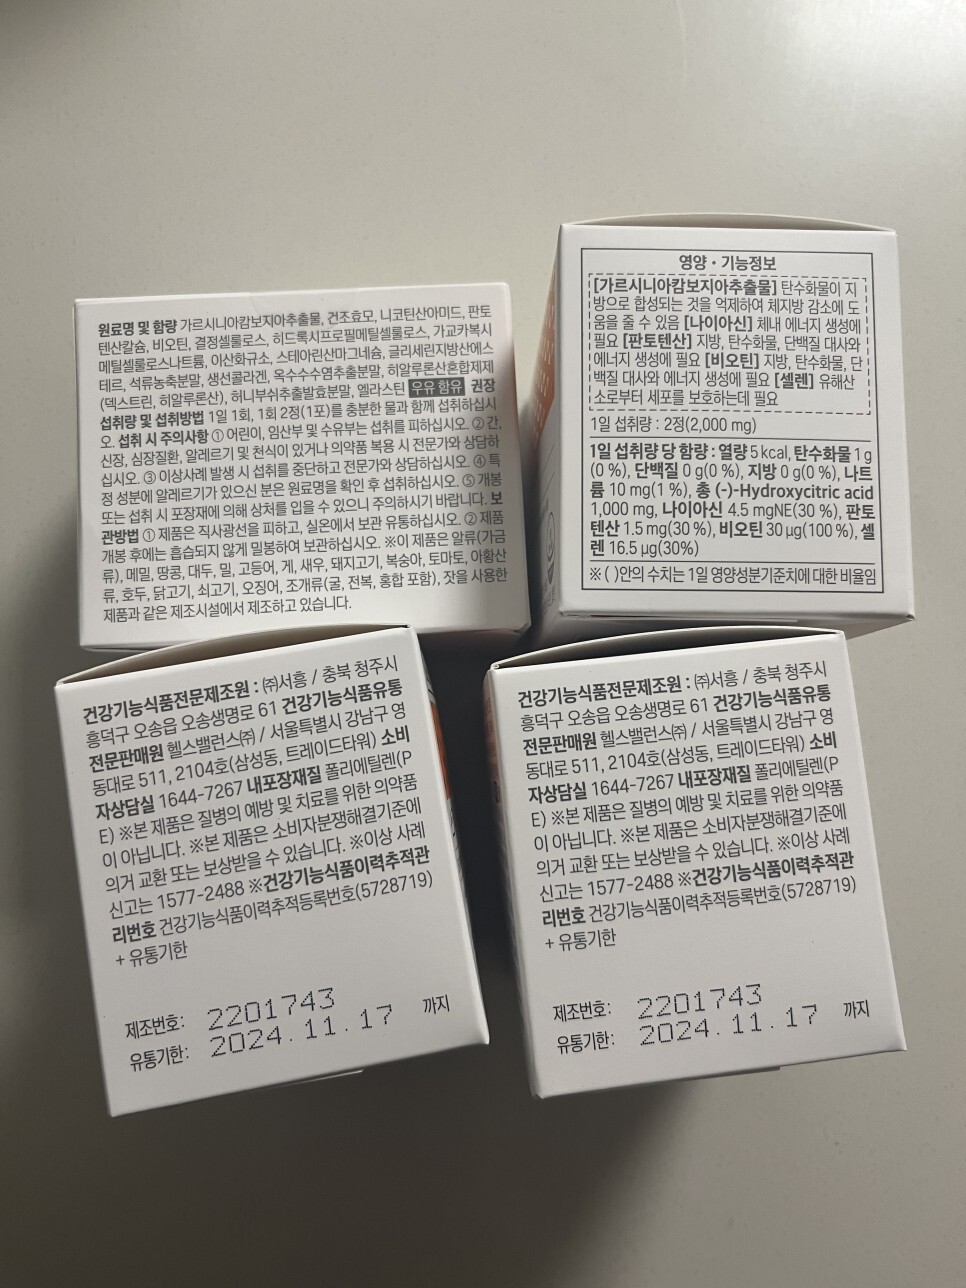 원료명 및 함량 가르시니아캄보지아추출물, 건조효모, 니코틴산아미드, 판토
텐산칼슘, 비오틴, 결정셀룰로스, 히드록시프로필메틸셀룰로스, 가교카복시
메틸셀룰로스나트륨, 이산화규소, 스테아린산마그네슘, 글리세린지방산에스
테르, 석류농축분말, 생선콜라겐, 옥수수수염추출분말, 히알루론산혼합제제
(덱스트린, 히알루론산), 허니부쉬추출발효분말, 엘라스틴 우유 함유 권장
섭취량 및 섭취방법 1일 1회, 1회 2정(1포)를 충분한 물과 함께 섭취하십시
오. 섭취 시 주의사항 ① 어린이, 임산부 및 수유부는 섭취를 피하십시오. ② 간,
신장, 심장질환, 알레르기 및 천식이 있거나 의약품 복용 시 전문가와 상담하
십시오. ③ 이상사례 발생 시 섭취를 중단하고 전문가와 상담하십시오. ④ 특
정 성분에 알레르기가 있으신 분은 원료명을 확인 후 섭취하십시오. ⑤ 개봉
또는 섭취 시 포장재에 의해 상처를 입을 수 있으니 주의하시기 바랍니다. 보
관방법 ① 제품은 직사광선을 피하고, 실온에서 보관 유통하십시오. ② 제품
개봉 후에는 흡습되지 않게 밀봉하여 보관하십시오. ※이 제품은 알류(가금
류), 메밀, 땅콩, 대두, 밀, 고등어, 게, 새우, 돼지고기, 복숭아, 토마토, 아황산
류, 호두, 닭고기, 쇠고기, 오징어, 조개류(굴, 전복, 홍합 포함), 잣을 사용한
제품과 같은 제조시설에서 제조하고 있습니다.
영양・기능정보
[가르시니아캄보지아추출물] 탄수화물이 지
방으로 합성되는 것을 억제하여 체지방 감소에 도
움을 줄 수 있음 [나이아신] 체내 에너지 생성에
필요 [판토텐산] 지방, 탄수화물, 단백질 대사와
에너지 생성에 필요 [비오틴] 지방, 탄수화물, 단
백질 대사와 에너지 생성에 필요 [셀렌] 유해산
소로부터 세포를 보호하는데 필요
1일 섭취량 : 2정(2,000 mg)
1일 섭취량 당 함량 : 열량 5 kcal, 탄수화물 1 g
(0 %), 단백질 0 g(0 %), 지방 0 g(0 %), 나트
륨 10 mg(1 %), 총 (-)-Hydroxycitric acid
1,000 mg, 나이아신 4.5 mgNE(30 %), 판토
텐산 1.5 mg(30 %), 비오틴 30 μg(100 %), 셀
렌 16.5 μg(30%)
※ ( )안의 수치는 1일 영양성분기준치에 대한 비율임
건강기능식품전문제조원 : ㈜서흥 / 충북 청주시
흥덕구 오송읍 오송생명로 61 건강기능식품유통
전문판매원 헬스밸런스㈜ / 서울특별시 강남구 영
동대로 511, 2104호(삼성동, 트레이드타워) 소비
자상담실 1644-7267 내포장재질 폴리에틸렌(P
E) ※본 제품은 질병의 예방 및 치료를 위한 의약품
이 아닙니다. ※본 제품은 소비자분쟁해결기준에
의거 교환 또는 보상받을 수 있습니다. ※이상 사례
신고는 1577-2488 ※건강기능식품이력추적관
리번호 건강기능식품이력추적등록번호(5728719)
+ 유통기한
제조번호: 2201743
유통기한: 2024.11.17 까지
건강기능식품전문제조원 : ㈜서흥 / 충북 청주시
흥덕구 오송읍 오송생명로 61 건강기능식품유통
전문판매원 헬스밸런스㈜ / 서울특별시 강남구 영
동대로 511, 2104호(삼성동, 트레이드타워) 소비
자상담실 1644-7267 내포장재질 폴리에틸렌(P
E) ※본 제품은 질병의 예방 및 치료를 위한 의약품
이 아닙니다. ※본 제품은 소비자분쟁해결기준에
의거 교환 또는 보상받을 수 있습니다. ※이상 사례
신고는 1577-2488 ※건강기능식품이력추적관
리번호 건강기능식품이력추적등록번호(5728719)
+ 유통기한
제조번호: 2201743
유통기한: 2024.11.17 까지